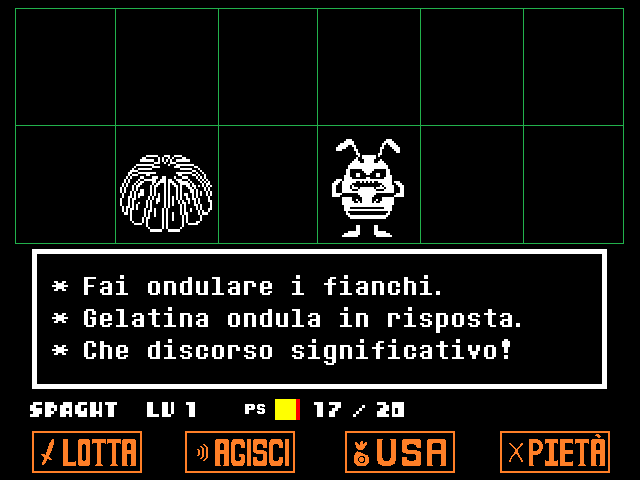 * Fai ondulare i fianchi.
* Gelatina ondula in risposta.
* Che discorso significativo!
SPAGHT LV 1 PS 17 / 20
LOTTA AGISCI USA PIETÀ